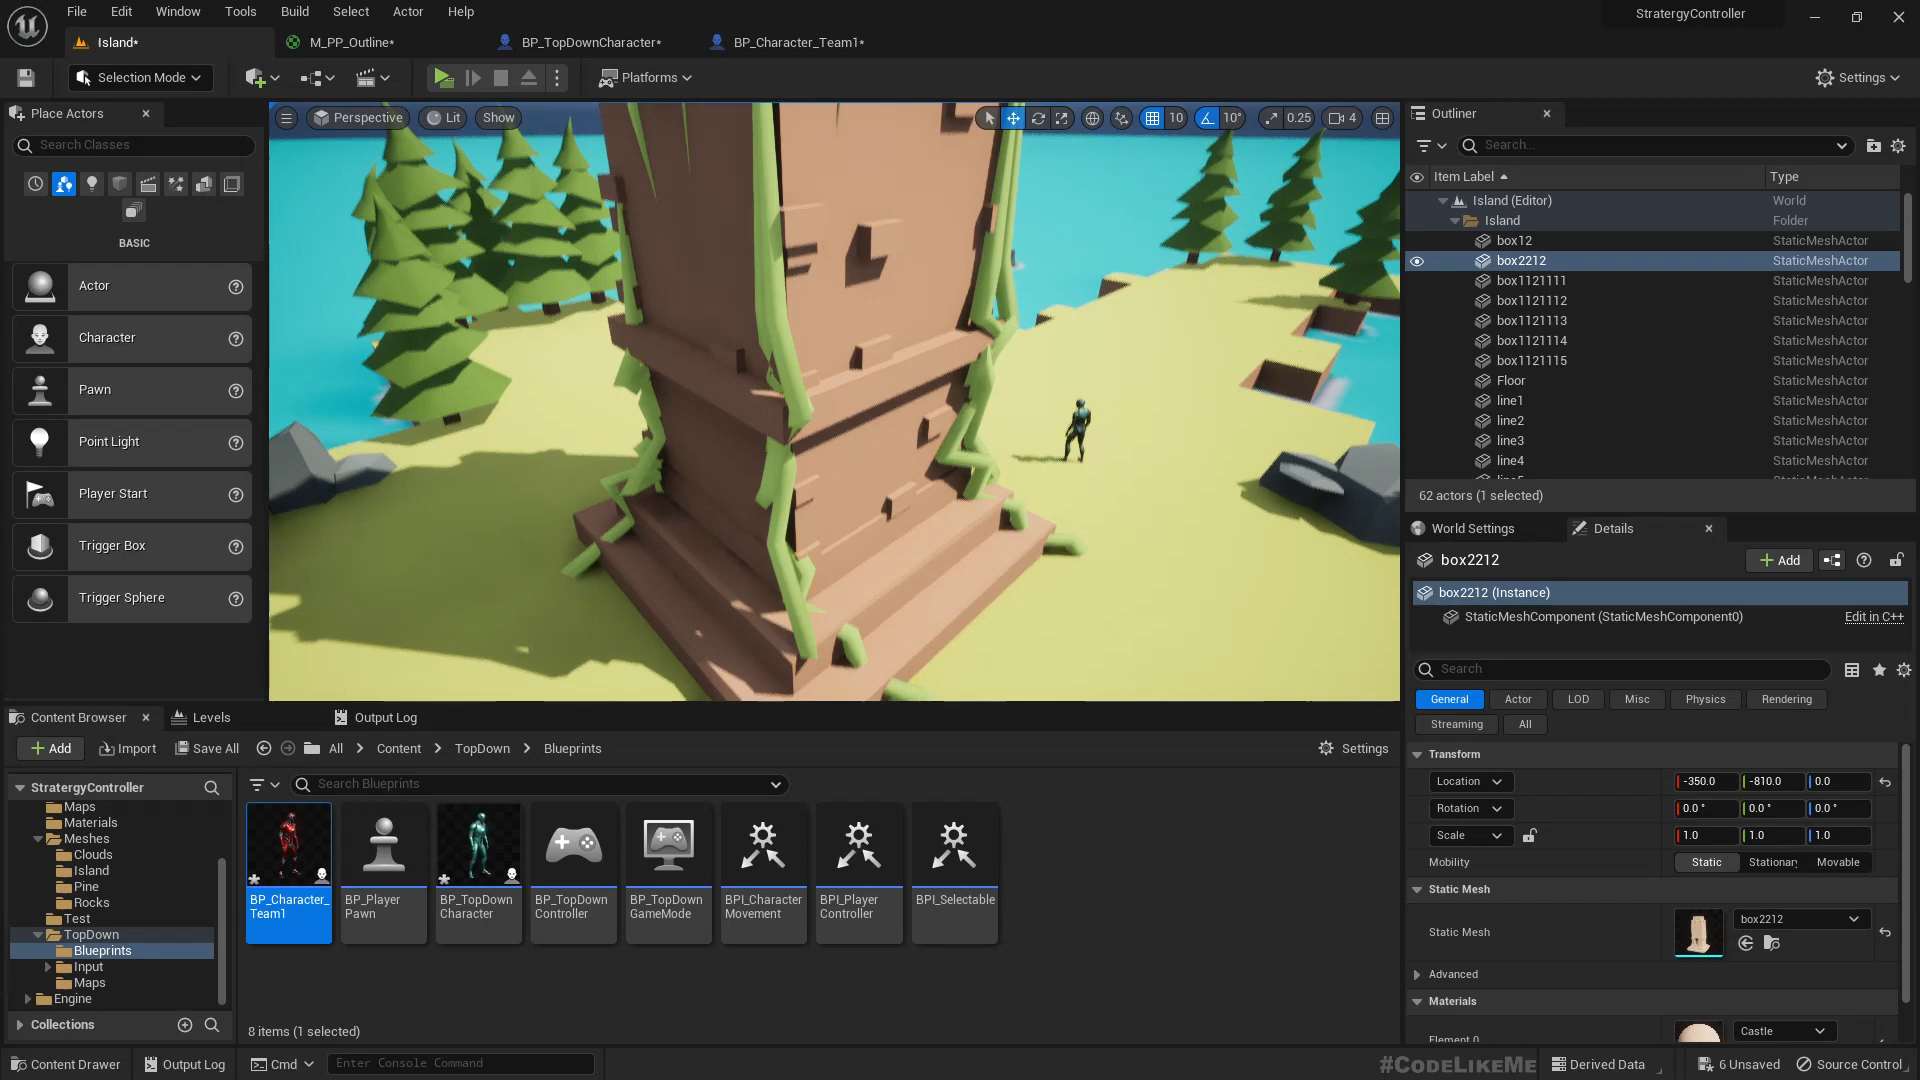 File Edit Window Tools Build Select Actor Help
StratergyController
Island*
M_PP_Outline*
BP_TopDownCharacter*
BP_Character_Team1*
Selection Mode
Platforms
Settings
Place Actors
Search Classes
BASIC
Actor
Character
Pawn
Point Light
Player Start
Trigger Box
Trigger Sphere
Perspective
Lit
Show
10
10°
0.25
4
Outliner
Search...
Item Label
Type
Island (Editor) World
Island Folder
box12 StaticMeshActor
box2212 StaticMeshActor
box1121111 StaticMeshActor
box1121112 StaticMeshActor
box1121113 StaticMeshActor
box1121114 StaticMeshActor
box1121115 StaticMeshActor
Floor StaticMeshActor
line1 StaticMeshActor
line2 StaticMeshActor
line3 StaticMeshActor
line4 StaticMeshActor
62 actors (1 selected)
World Settings
Details
box2212
Add
box2212 (Instance)
StaticMeshComponent (StaticMeshComponent0)
Edit in C++
Search
General Actor LOD Misc Physics Rendering
Streaming All
Transform
Location -350.0 -810.0 0.0
Rotation 0.0 ° 0.0 ° 0.0 °
Scale 1.0 1.0 1.0
Mobility Static Stationary Movable
Static Mesh
Static Mesh
box2212
Advanced
Materials
Element 0
Castle
Content Browser
Levels
Output Log
Add
Import
Save All
All
Content
TopDown
Blueprints
Settings
StratergyController
Maps
Materials
Meshes
Clouds
Island
Pine
Rocks
Test
TopDown
Blueprints
Input
Maps
Engine
Collections
Search Blueprints
BP_Character_
Team1
BP_Player
Pawn
BP_TopDown
Character
BP_TopDown
Controller
BP_TopDown
GameMode
BPI_Character
Movement
BPI_Player
Controller
BPI_Selectable
8 items (1 selected)
Content Drawer
Output Log
Cmd
Enter Console Command
#CodeLikeMe
Derived Data
6 Unsaved
Source Control